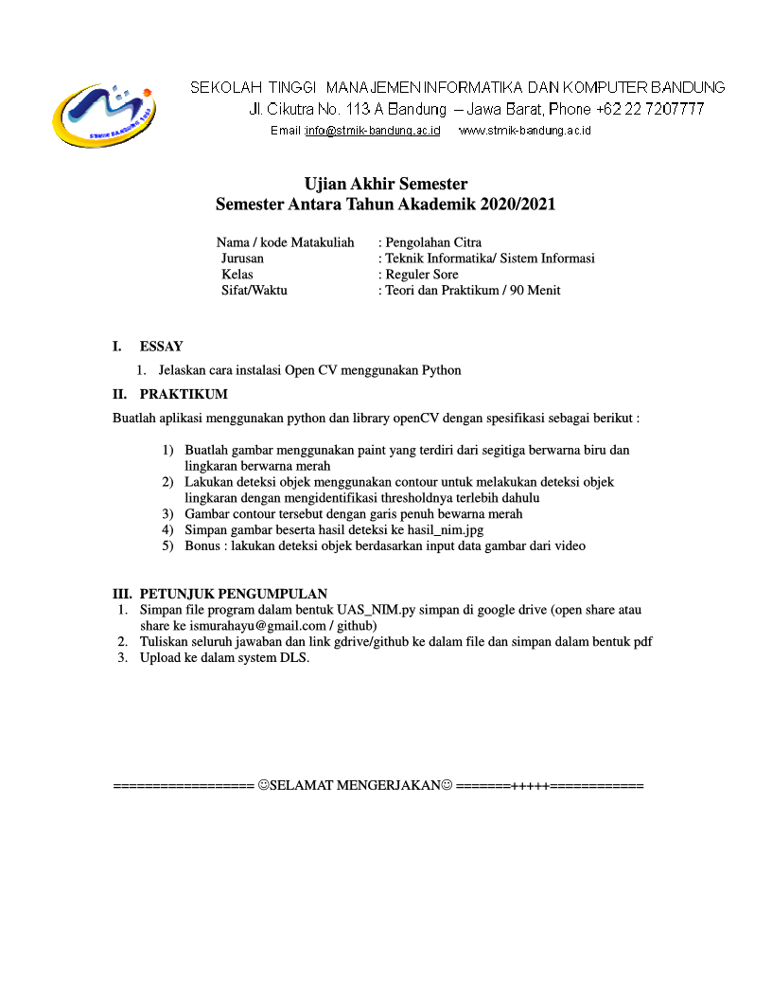 STMIK BANDUNG
SEKOLAH TINGGI MANAJEMEN INFORMATIKA DAN KOMPUTER BANDUNG
Jl. Cikutra No. 113 A Bandung – Jawa Barat, Phone +62 22 7207777
Email :info@stmik-bandung.ac.id www.stmik-bandung.ac.id
Ujian Akhir Semester
Semester Antara Tahun Akademik 2020/2021
Nama / kode Matakuliah : Pengolahan Citra
Jurusan : Teknik Informatika/ Sistem Informasi
Kelas : Reguler Sore
Sifat/Waktu : Teori dan Praktikum / 90 Menit
I. ESSAY
1. Jelaskan cara instalasi Open CV menggunakan Python
II. PRAKTIKUM
Buatlah aplikasi menggunakan python dan library openCV dengan spesifikasi sebagai berikut :
1) Buatlah gambar menggunakan paint yang terdiri dari segitiga berwarna biru dan
lingkaran berwarna merah
2) Lakukan deteksi objek menggunakan contour untuk melakukan deteksi objek
lingkaran dengan mengidentifikasi thresholdnya terlebih dahulu
3) Gambar contour tersebut dengan garis penuh bewarna merah
4) Simpan gambar beserta hasil deteksi ke hasil_nim.jpg
5) Bonus : lakukan deteksi objek berdasarkan input data gambar dari video
III. PETUNJUK PENGUMPULAN
1. Simpan file program dalam bentuk UAS_NIM.py simpan di google drive (open share atau
share ke ismurahayu@gmail.com / github)
2. Tuliskan seluruh jawaban dan link gdrive/github ke dalam file dan simpan dalam bentuk pdf
3. Upload ke dalam system DLS.
================== ☺SELAMAT MENGERJAKAN☺ =======+++++============